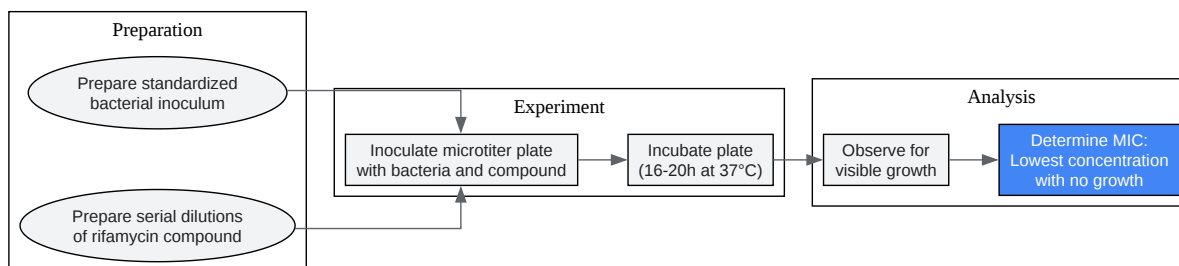 Preparation
Prepare standardized
bacterial inoculum
Prepare serial dilutions
of rifamycin compound
Experiment
Inoculate microtiter plate
with bacteria and compound
Incubate plate
(16-20h at 37°C)
Analysis
Observe for
visible growth
Determine MIC:
Lowest concentration
with no growth